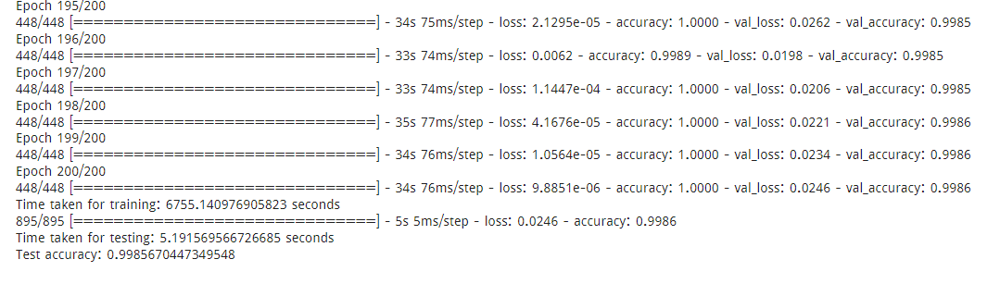 Epoch 195/200
448/448 [==============================] - 34s 75ms/step - loss: 2.1295e-05 - accuracy: 1.0000 - val_loss: 0.0262 - val_accuracy: 0.9985
Epoch 196/200
448/448 [==============================] - 33s 74ms/step - loss: 0.0062 - accuracy: 0.9989 - val_loss: 0.0198 - val_accuracy: 0.9985
Epoch 197/200
448/448 [==============================] - 33s 74ms/step - loss: 1.1447e-04 - accuracy: 1.0000 - val_loss: 0.0206 - val_accuracy: 0.9985
Epoch 198/200
448/448 [==============================] - 35s 77ms/step - loss: 4.1676e-05 - accuracy: 1.0000 - val_loss: 0.0221 - val_accuracy: 0.9986
Epoch 199/200
448/448 [==============================] - 34s 76ms/step - loss: 1.0564e-05 - accuracy: 1.0000 - val_loss: 0.0234 - val_accuracy: 0.9986
Epoch 200/200
448/448 [==============================] - 34s 76ms/step - loss: 9.8851e-06 - accuracy: 1.0000 - val_loss: 0.0246 - val_accuracy: 0.9986
Time taken for training: 6755.140976905823 seconds
895/895 [==============================] - 5s 5ms/step - loss: 0.0246 - accuracy: 0.9986
Time taken for testing: 5.191569566726685 seconds
Test accuracy: 0.9985670447349548